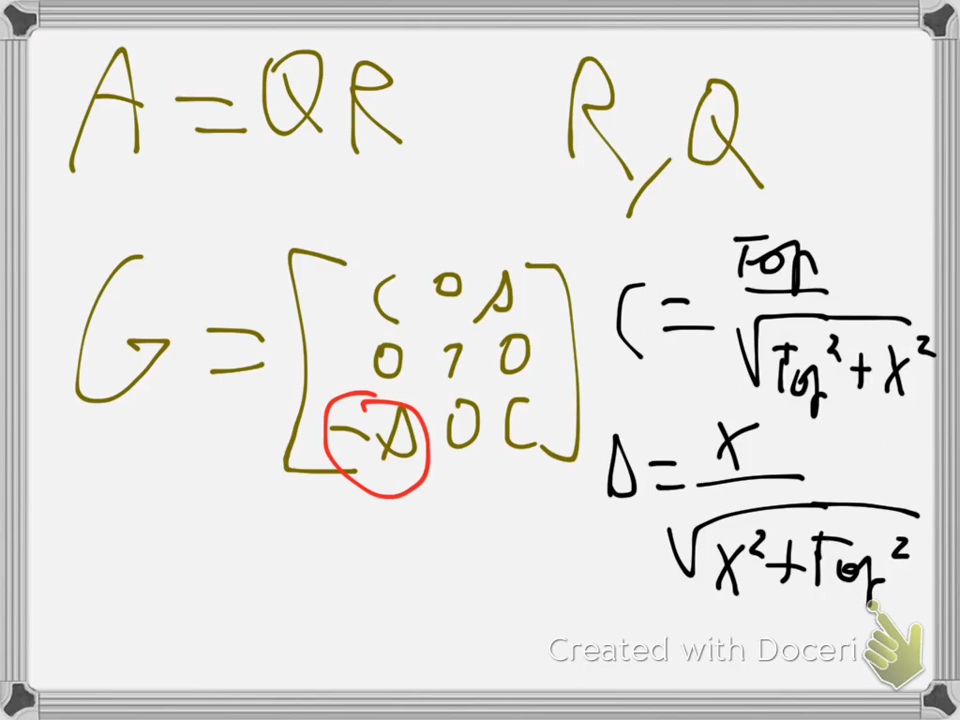 A = QR R, Q
G = [ c 0 s
0 1 0
-s 0 c ]
c = Top / √(Top² + x²)
s = x / √(x² + Top²)
Created with Doceri